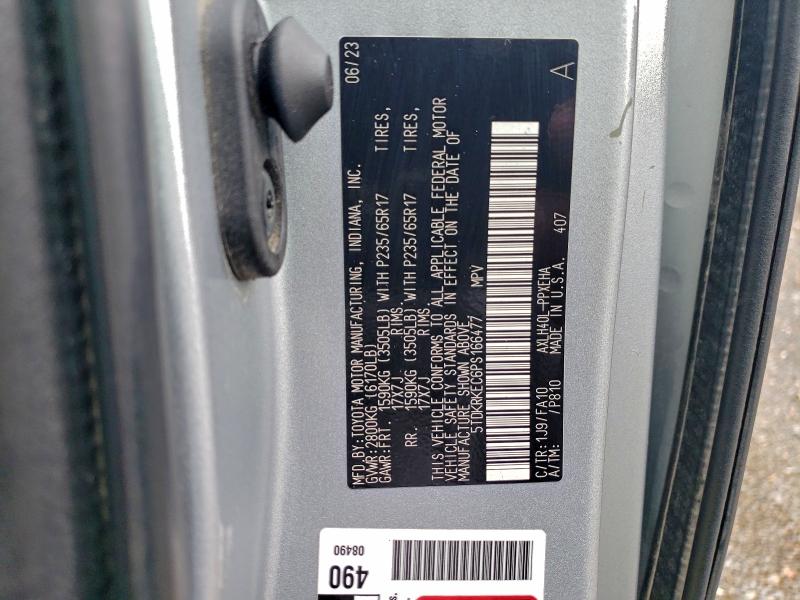 MFD.BY:TOYOTA MOTOR MANUFACTURING, INDIANA, INC. 06/23
GVWR:2800KG (6170LB)
GAWR:FRT. 1590KG (3505LB) WITH P235/65R17 TIRES,
17X7J RIMS.
RR. 1590KG (3505LB) WITH P235/65R17 TIRES,
17X7J RIMS.
THIS VEHICLE CONFORMS TO ALL APPLICABLE FEDERAL MOTOR
VEHICLE SAFETY STANDARDS IN EFFECT ON THE DATE OF
MANUFACTURE SHOWN ABOVE.
5TDKRKEC8PS166477 MPV
C/TR:1J9/FA10 AXLH40L-PPXEHA 407
A/TM: /P810 MADE IN U.S.A. A
08490
490